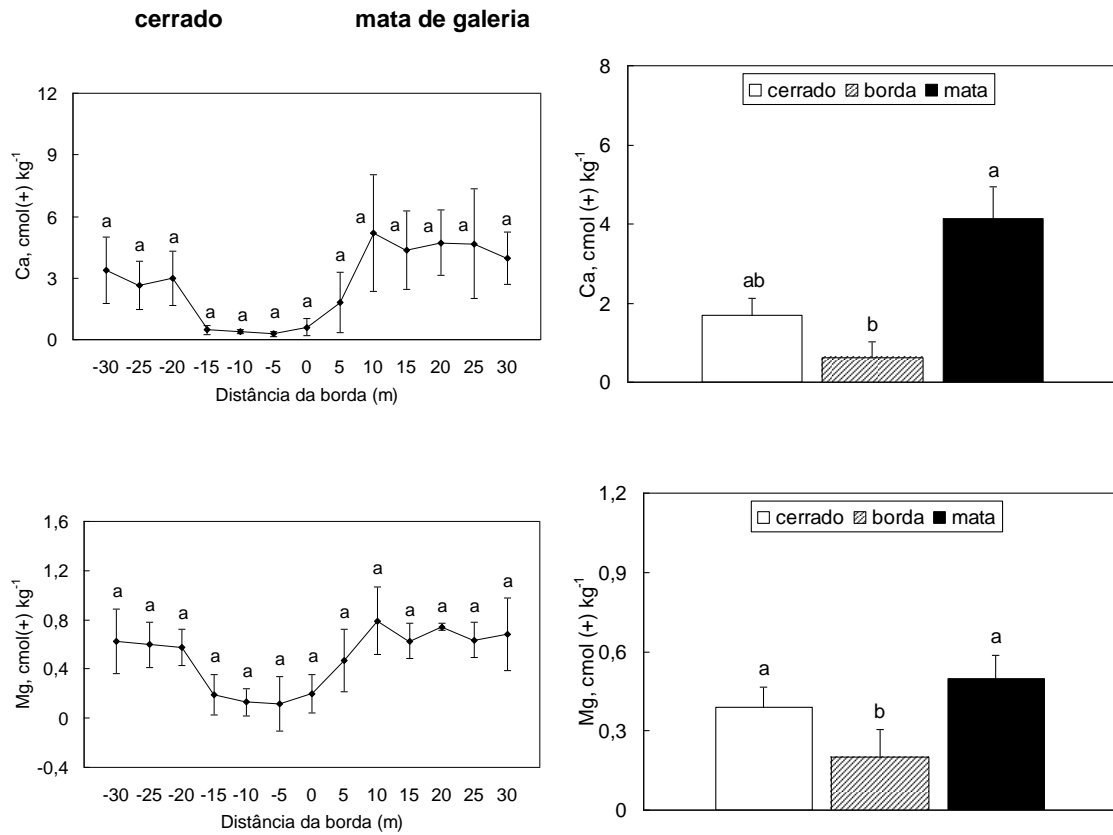 cerrado mata de galeria
12
9
6
3
0
Ca, cmol(+) kg-1
a a a a a a a a a a a a a
-30 -25 -20 -15 -10 -5 0 5 10 15 20 25 30
Distância da borda (m)
8
6
4
2
0
Ca, cmol (+) kg-1
cerrado borda mata
ab b a
1,6
1,2
0,8
0,4
0
-0,4
Mg, cmol(+) kg-1
a a a a a a a a a a a a a
-30 -25 -20 -15 -10 -5 0 5 10 15 20 25 30
Distância da borda (m)
1,2
0,9
0,6
0,3
0
Mg, cmol (+) kg-1
cerrado borda mata
a b a